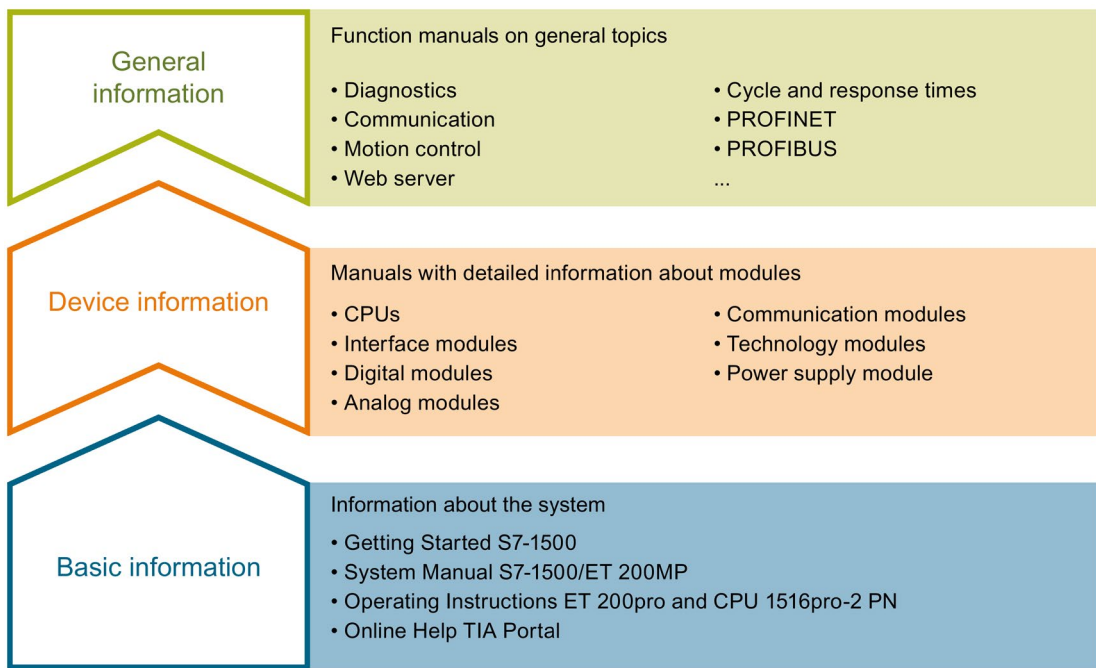 General
information
Function manuals on general topics
• Diagnostics
• Communication
• Motion control
• Web server
• Cycle and response times
• PROFINET
• PROFIBUS
...
Device information
Manuals with detailed information about modules
• CPUs
• Interface modules
• Digital modules
• Analog modules
• Communication modules
• Technology modules
• Power supply module
Basic information
Information about the system
• Getting Started S7-1500
• System Manual S7-1500/ET 200MP
• Operating Instructions ET 200pro and CPU 1516pro-2 PN
• Online Help TIA Portal